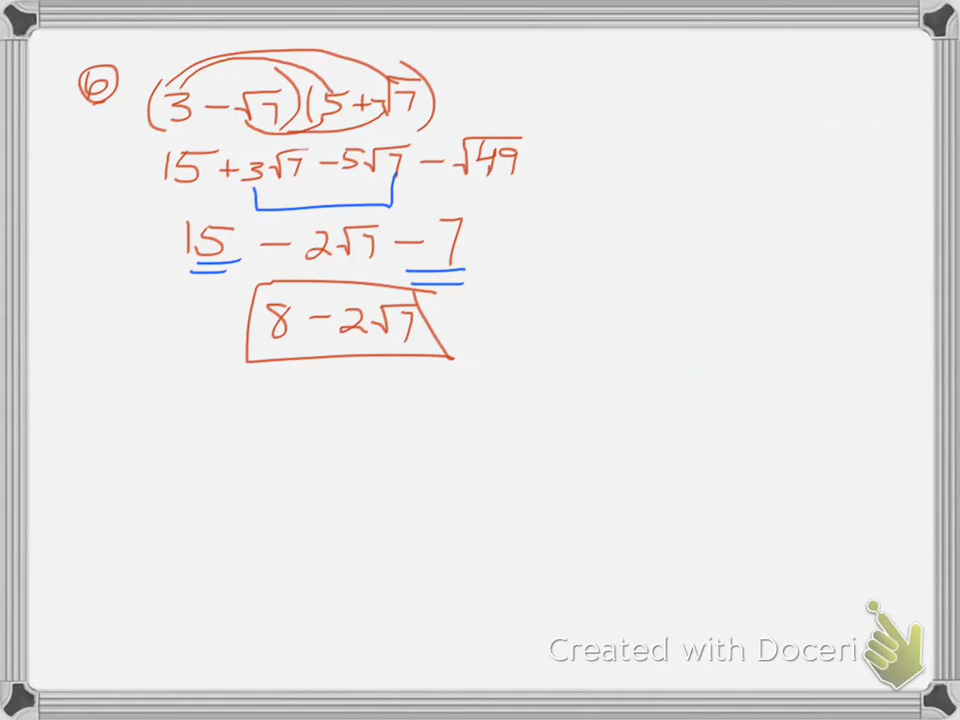 6 (3 - √7)(5 + √7)
15 + 3√7 - 5√7 - √49
15 - 2√7 - 7
8 - 2√7
Created with Doceri